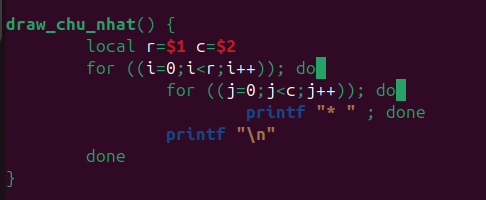 draw_chu_nhat() {
        local r=$1 c=$2
        for ((i=0;i<r;i++)); do
                for ((j=0;j<c;j++)); do
                        printf "* " ; done
                printf "\n"
        done
}